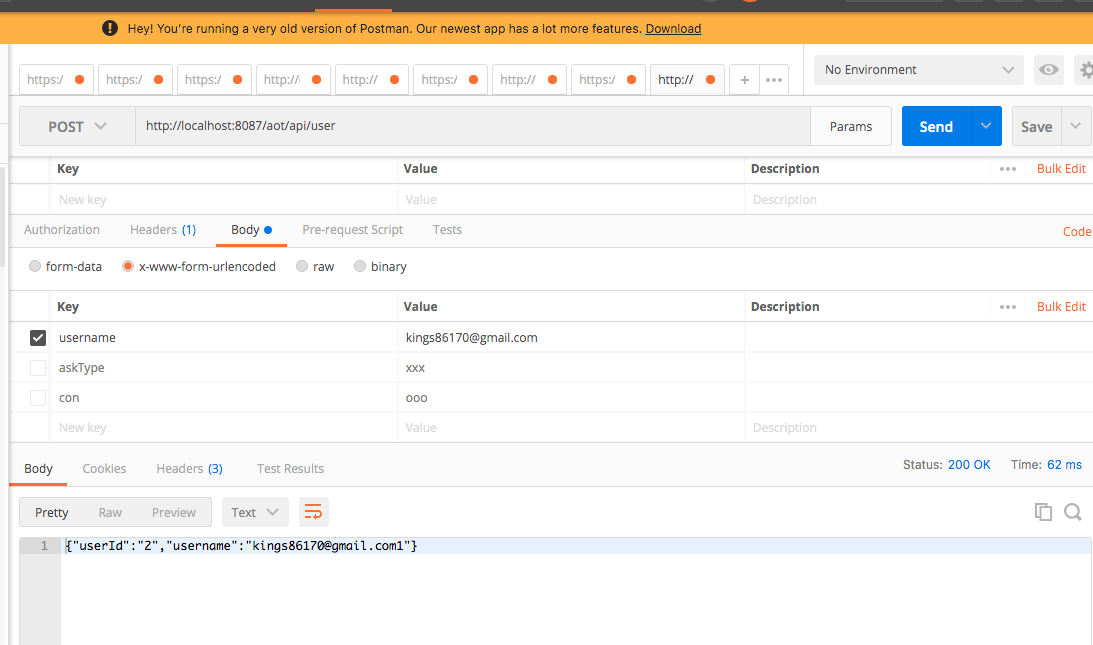 Hey! You're running a very old version of Postman. Our newest app has a lot more features. Download
https:/ https:/ https:/ http:// http:// https:/ http:// https:/ http:// + •••
No Environment
POST http://localhost:8087/aot/api/user Params Send Save
Key Value Description ••• Bulk Edit
New key Value Description
Authorization Headers (1) Body Pre-request Script Tests Code
form-data x-www-form-urlencoded raw binary
Key Value Description ••• Bulk Edit
username kings86170@gmail.com
askType xxx
con ooo
New key Value Description
Body Cookies Headers (3) Test Results Status: 200 OK Time: 62 ms
Pretty Raw Preview Text
1 {"userId":"2","username":"kings86170@gmail.com1"}